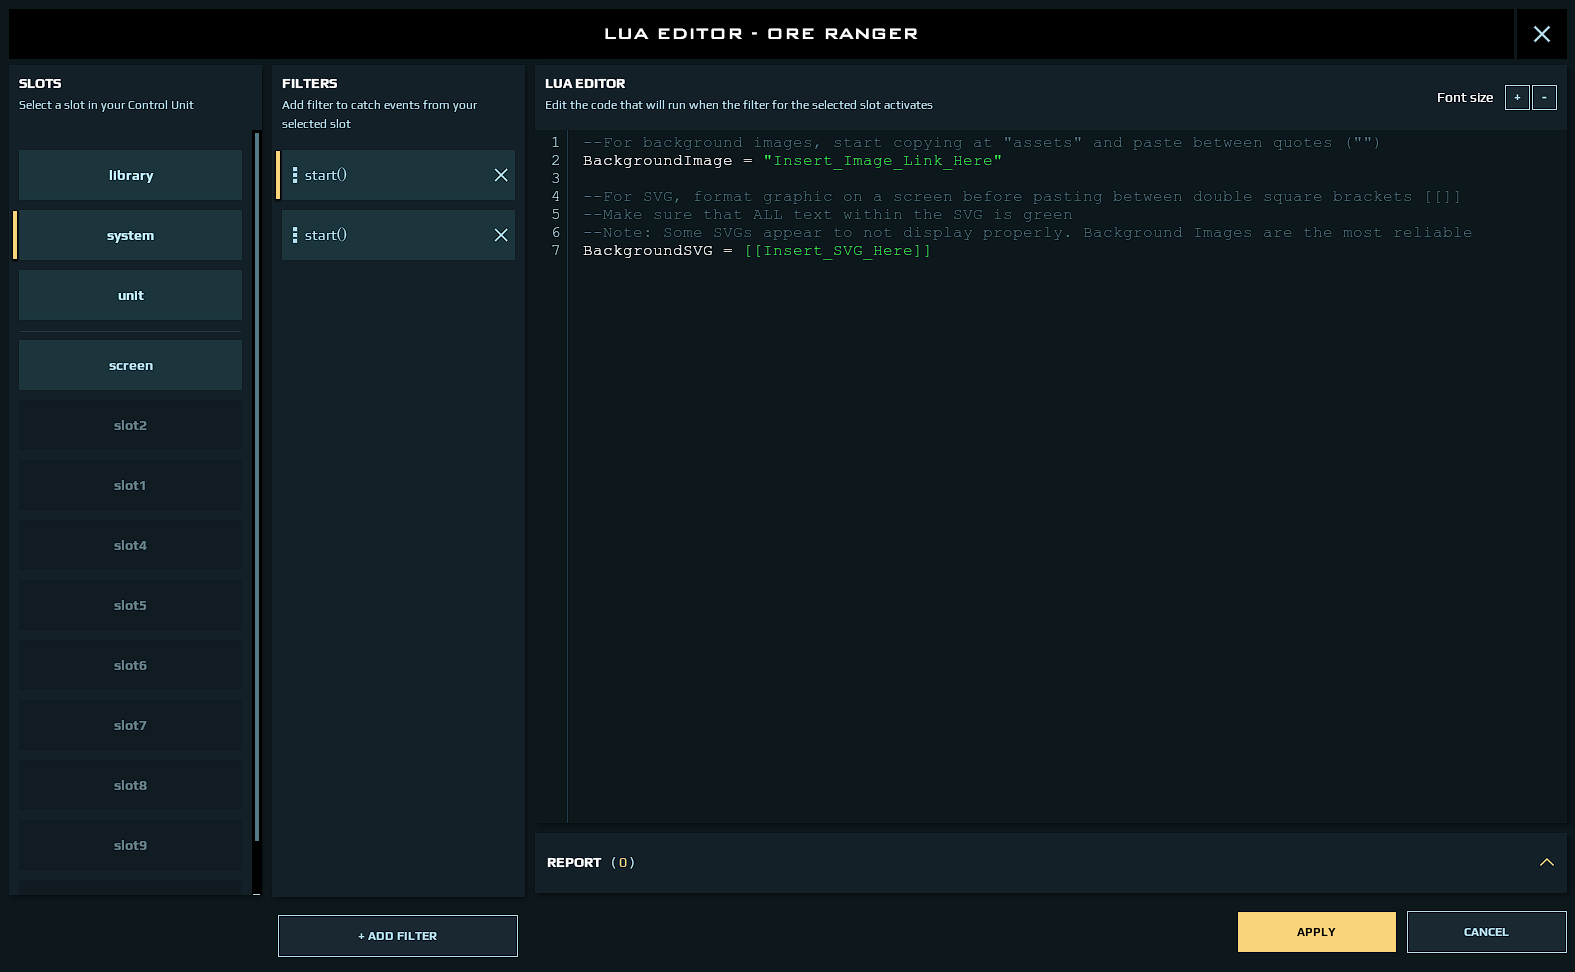 LUA EDITOR - ORE RANGER
SLOTS
Select a slot in your Control Unit
library
system
unit
screen
slot2
slot1
slot4
slot5
slot6
slot7
slot8
slot9
FILTERS
Add filter to catch events from your
selected slot
start()
start()
+ ADD FILTER
LUA EDITOR
Edit the code that will run when the filter for the selected slot activates
Font size + -
1 --For background images, start copying at "assets" and paste between quotes ("")
2 BackgroundImage = "Insert_Image_Link_Here"
3
4 --For SVG, format graphic on a screen before pasting between double square brackets [[]]
5 --Make sure that ALL text within the SVG is green
6 --Note: Some SVGs appear to not display properly. Background Images are the most reliable
7 BackgroundSVG = [[Insert_SVG_Here]]
REPORT (0)
APPLY
CANCEL